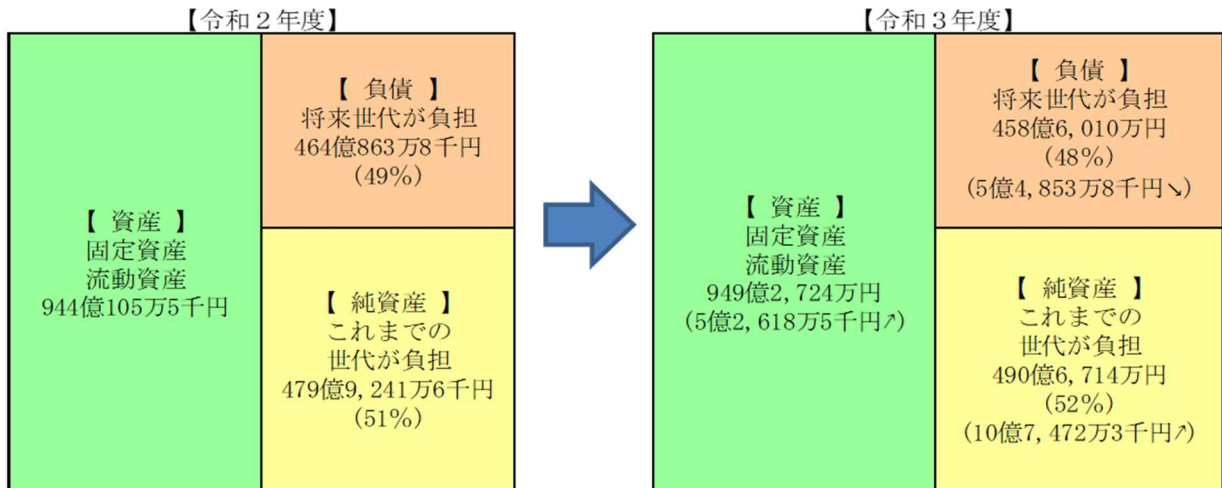 【令和２年度】
【 資産 】
固定資産
流動資産
944億105万5千円
【 負債 】
将来世代が負担
464億863万8千円
(49%)
【 純資産 】
これまでの
世代が負担
479億9,241万6千円
(51%)
【令和３年度】
【 資産 】
固定資産
流動資産
949億2,724万円
(5億2,618万5千円↗)
【 負債 】
将来世代が負担
458億6,010万円
(48%)
(5億4,853万8千円↘)
【 純資産 】
これまでの
世代が負担
490億6,714万円
(52%)
(10億7,472万3千円↗)